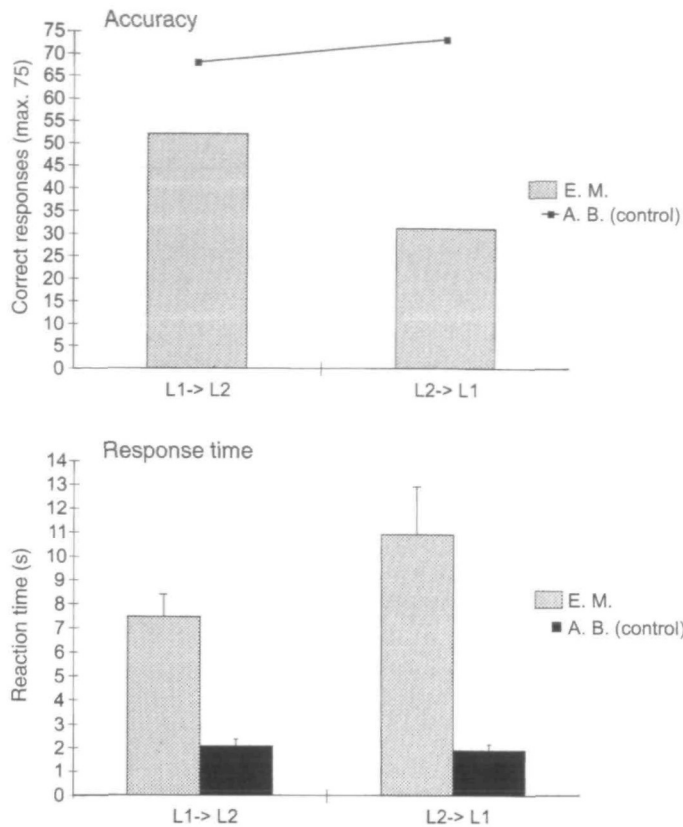 Accuracy
Correct responses (max. 75)
75
70
65
60
55
50
45
40
35
30
25
20
15
10
5
0
L1-> L2
L2-> L1
E. M.
A. B. (control)
Response time
Reaction time (s)
14
13
12
11
10
9
8
7
6
5
4
3
2
1
0
L1-> L2
L2-> L1
E. M.
A. B. (control)